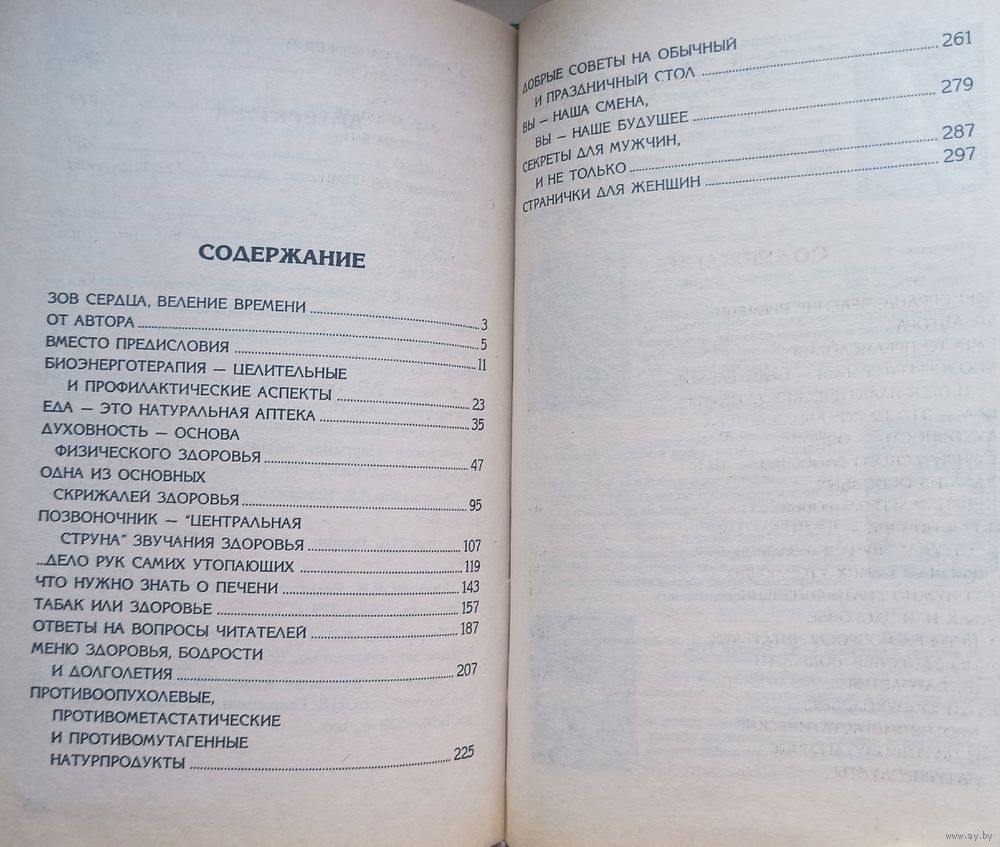 СОДЕРЖАНИЕ
ЗОВ СЕРДЦА, ВЕЛЕНИЕ ВРЕМЕНИ 3
ОТ АВТОРА 5
ВМЕСТО ПРЕДИСЛОВИЯ 11
БИОЭНЕРГОТЕРАПИЯ — ЦЕЛИТЕЛЬНЫЕ
И ПРОФИЛАКТИЧЕСКИЕ АСПЕКТЫ 23
ЕДА — ЭТО НАТУРАЛЬНАЯ АПТЕКА 35
ДУХОВНОСТЬ — ОСНОВА
ФИЗИЧЕСКОГО ЗДОРОВЬЯ 47
ОДНА ИЗ ОСНОВНЫХ
СКРИЖАЛЕЙ ЗДОРОВЬЯ 95
ПОЗВОНОЧНИК — "ЦЕНТРАЛЬНАЯ
СТРУНА" ЗВУЧАНИЯ ЗДОРОВЬЯ 107
...ДЕЛО РУК САМИХ УТОПАЮЩИХ 119
ЧТО НУЖНО ЗНАТЬ О ПЕЧЕНИ 143
ТАБАК ИЛИ ЗДОРОВЬЕ 157
ОТВЕТЫ НА ВОПРОСЫ ЧИТАТЕЛЕЙ 187
МЕНЮ ЗДОРОВЬЯ, БОДРОСТИ
И ДОЛГОЛЕТИЯ 207
ПРОТИВООПУХОЛЕВЫЕ,
ПРОТИВОМЕТАСТАТИЧЕСКИЕ
И ПРОТИВОМУТАГЕННЫЕ
НАТУРПРОДУКТЫ 225
ДОБРЫЕ СОВЕТЫ НА ОБЫЧНЫЙ
И ПРАЗДНИЧНЫЙ СТОЛ 261
ВЫ — НАША СМЕНА,
ВЫ — НАШЕ БУДУЩЕЕ 279
СЕКРЕТЫ ДЛЯ МУЖЧИН,
И НЕ ТОЛЬКО 287
СТРАНИЧКИ ДЛЯ ЖЕНЩИН 297
www.ay.by